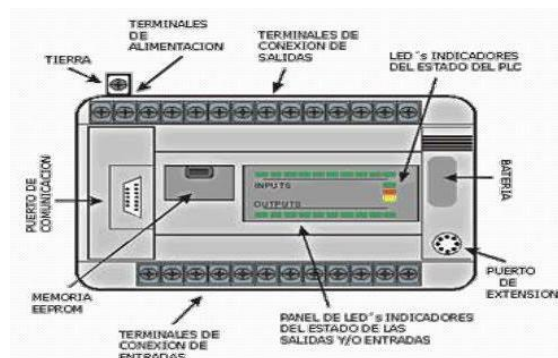 TERMINALES
DE
ALIMENTACION
TIERRA
TERMINALES DE
CONEXION DE
SALIDAS
LED´s INDICADORES
DEL ESTADO DEL PLC
PUERTO DE
COMUNICACION
INPUTS
OUTPUTS
BATERIA
MEMORIA
EEPROM
TERMINALES DE
CONEXION DE
ENTRADAS
PANEL DE LED´s INDICADORES
DEL ESTADO DE LAS
SALIDAS Y/O ENTRADAS
PUERTO
DE
EXTENSION